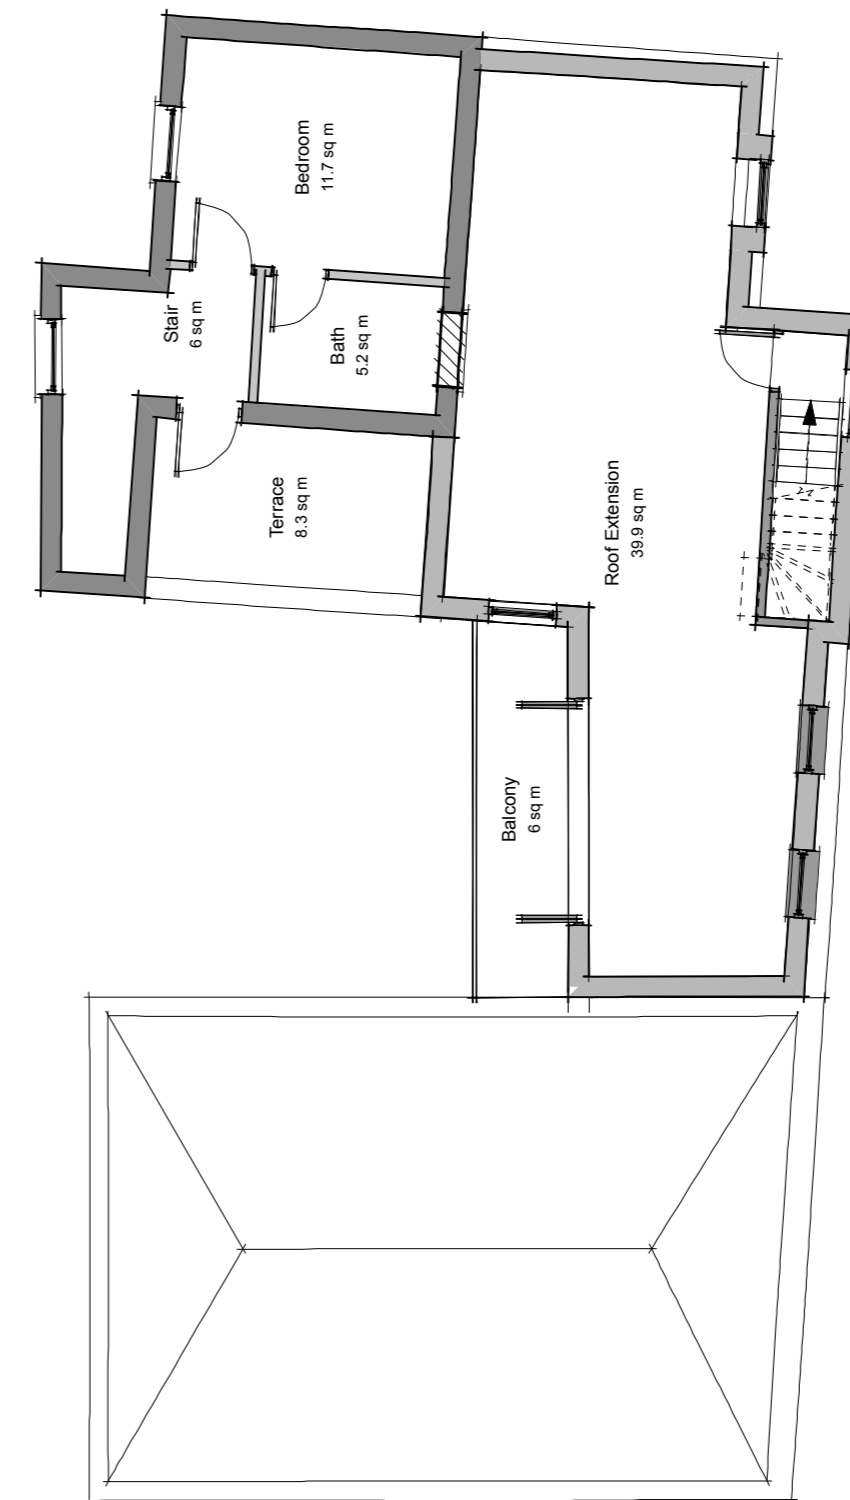 Bedroom
11.7 sq m
Stair
6 sq m
Bath
5.2 sq m
Terrace
8.3 sq m
Roof Extension
39.9 sq m
Balcony
6 sq m